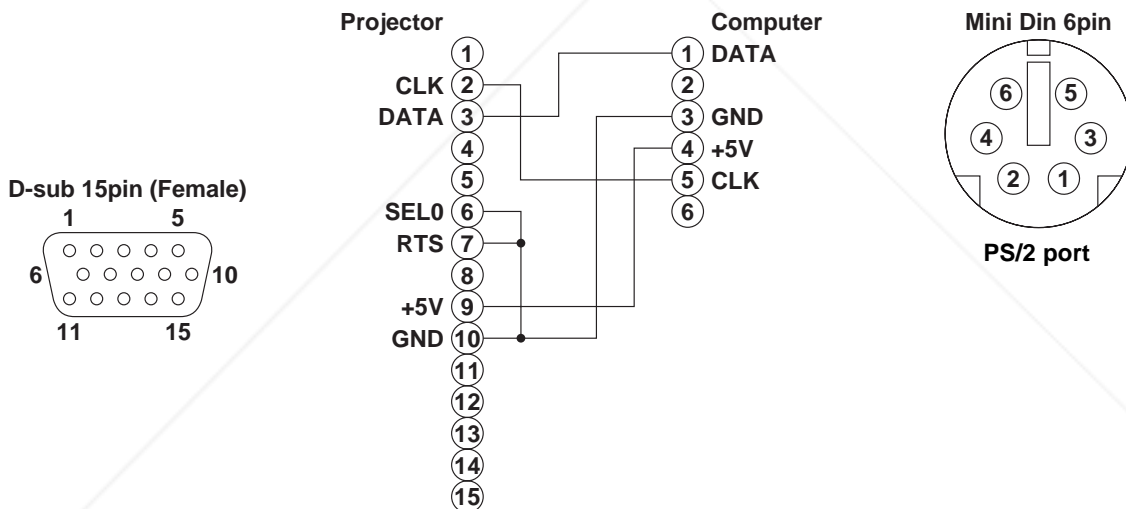 Projector
Computer
Mini Din 6pin
1
CLK 2
DATA 3
4
5
SEL0 6
RTS 7
8
+5V 9
GND 10
11
12
13
14
15
1 DATA
2
3 GND
4 +5V
5 CLK
6
6 5
4 3
2 1
PS/2 port
D-sub 15pin (Female)
1 5
6 10
11 15